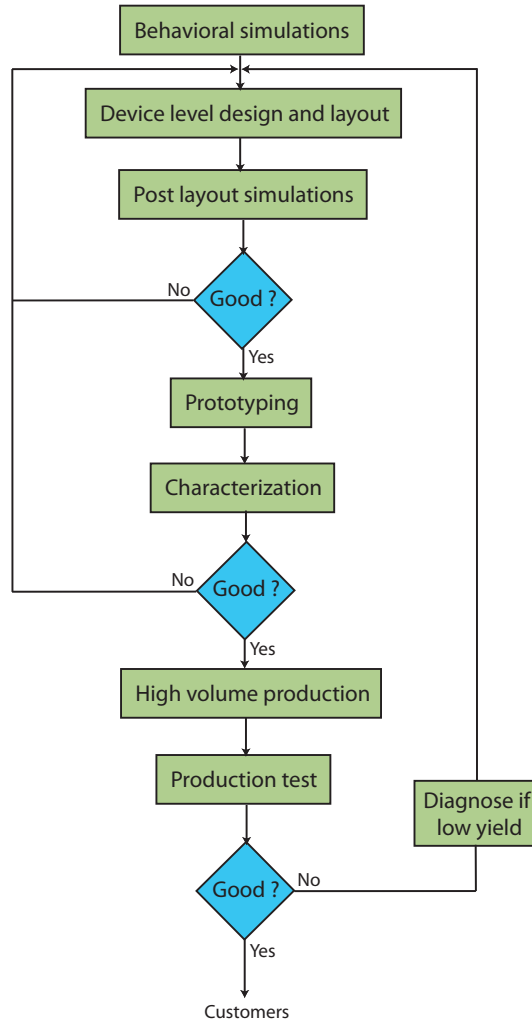 Behavioral simulations
Device level design and layout
Post layout simulations
Good ?
No
Yes
Prototyping
Characterization
Good ?
No
Yes
High volume production
Production test
Diagnose if
low yield
Good ?
No
Yes
Customers